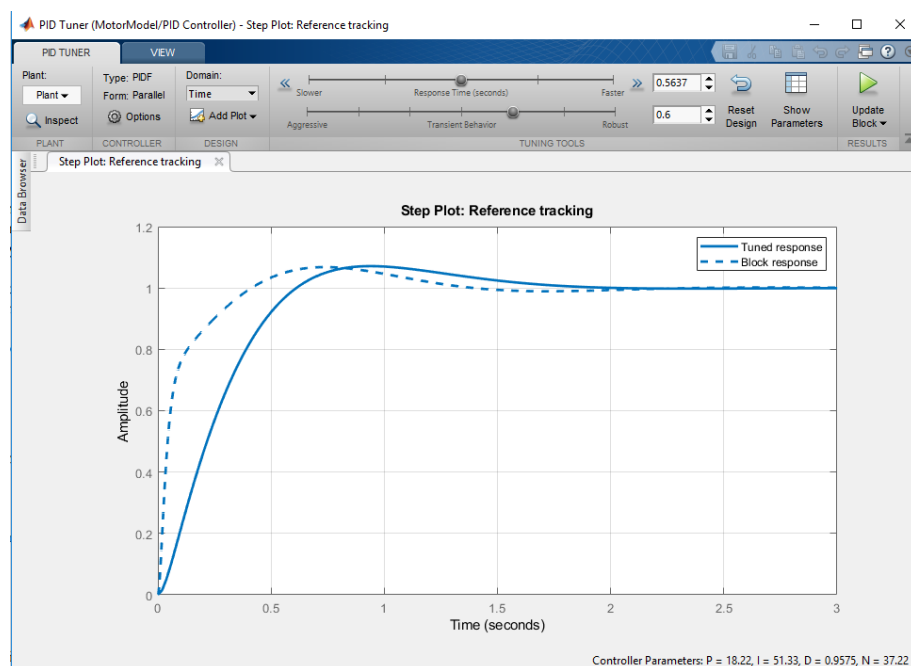 PID Tuner (MotorModel/PID Controller) - Step Plot: Reference tracking
PID TUNER
VIEW
Plant:
Plant
Inspect
PLANT
Type: PIDF
Form: Parallel
Options
CONTROLLER
Domain:
Time
Add Plot
DESIGN
Slower
Response Time (seconds)
Faster
0.5637
Aggressive
Transient Behavior
Robust
0.6
Reset
Design
Show
Parameters
TUNING TOOLS
Update
Block
RESULTS
Data Browser
Step Plot: Reference tracking
Step Plot: Reference tracking
Tuned response
Block response
Amplitude
1.2
1
0.8
0.6
0.4
0.2
0
0
0.5
1
1.5
2
2.5
3
Time (seconds)
Controller Parameters: P = 18.22, I = 51.33, D = 0.9575, N = 37.22